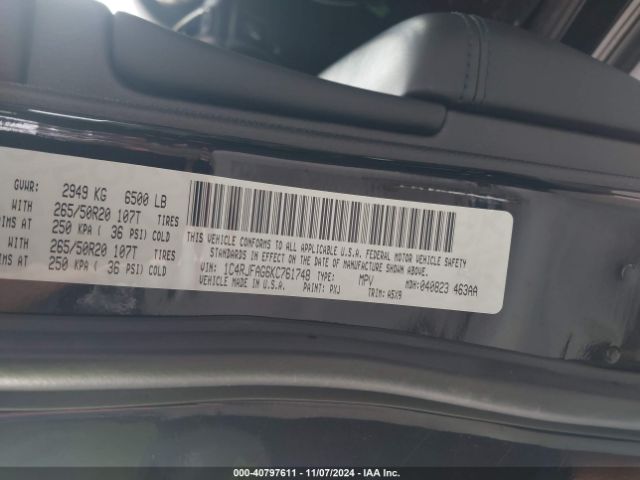 GVWR: 2949 KG 6500 LB
WITH 265/50R20 107T TIRES
RIMS AT 250 KPA ( 36 PSI) COLD
WITH 265/50R20 107T TIRES
RIMS AT 250 KPA ( 36 PSI) COLD
THIS VEHICLE CONFORMS TO ALL APPLICABLE U.S.A. FEDERAL MOTOR VEHICLE SAFETY
STANDARDS IN EFFECT ON THE DATE OF MANUFACTURE SHOWN ABOVE.
VIN: 1C4RJFAG6KC761748 TYPE: MPV MDH: 040823 463AA
VEHICLE MADE IN U.S.A. PAINT: PXJ TRIM: A5X9
000-40797611 - 11/07/2024 - IAA Inc.